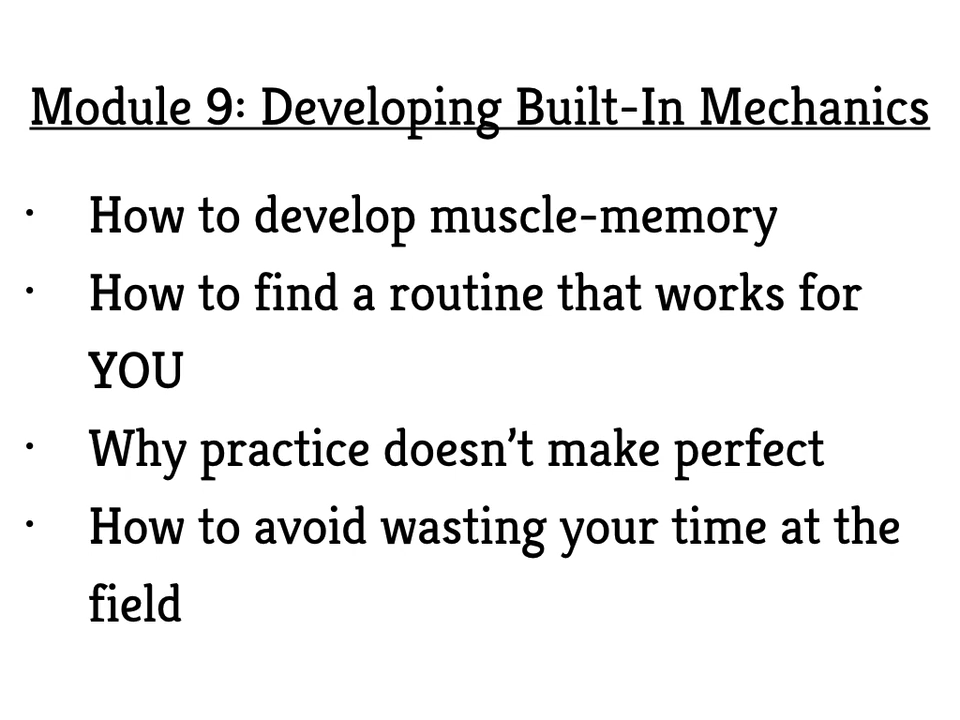 Module 9: Developing Built-In Mechanics
· How to develop muscle-memory
· How to find a routine that works for
YOU
· Why practice doesn’t make perfect
· How to avoid wasting your time at the
field